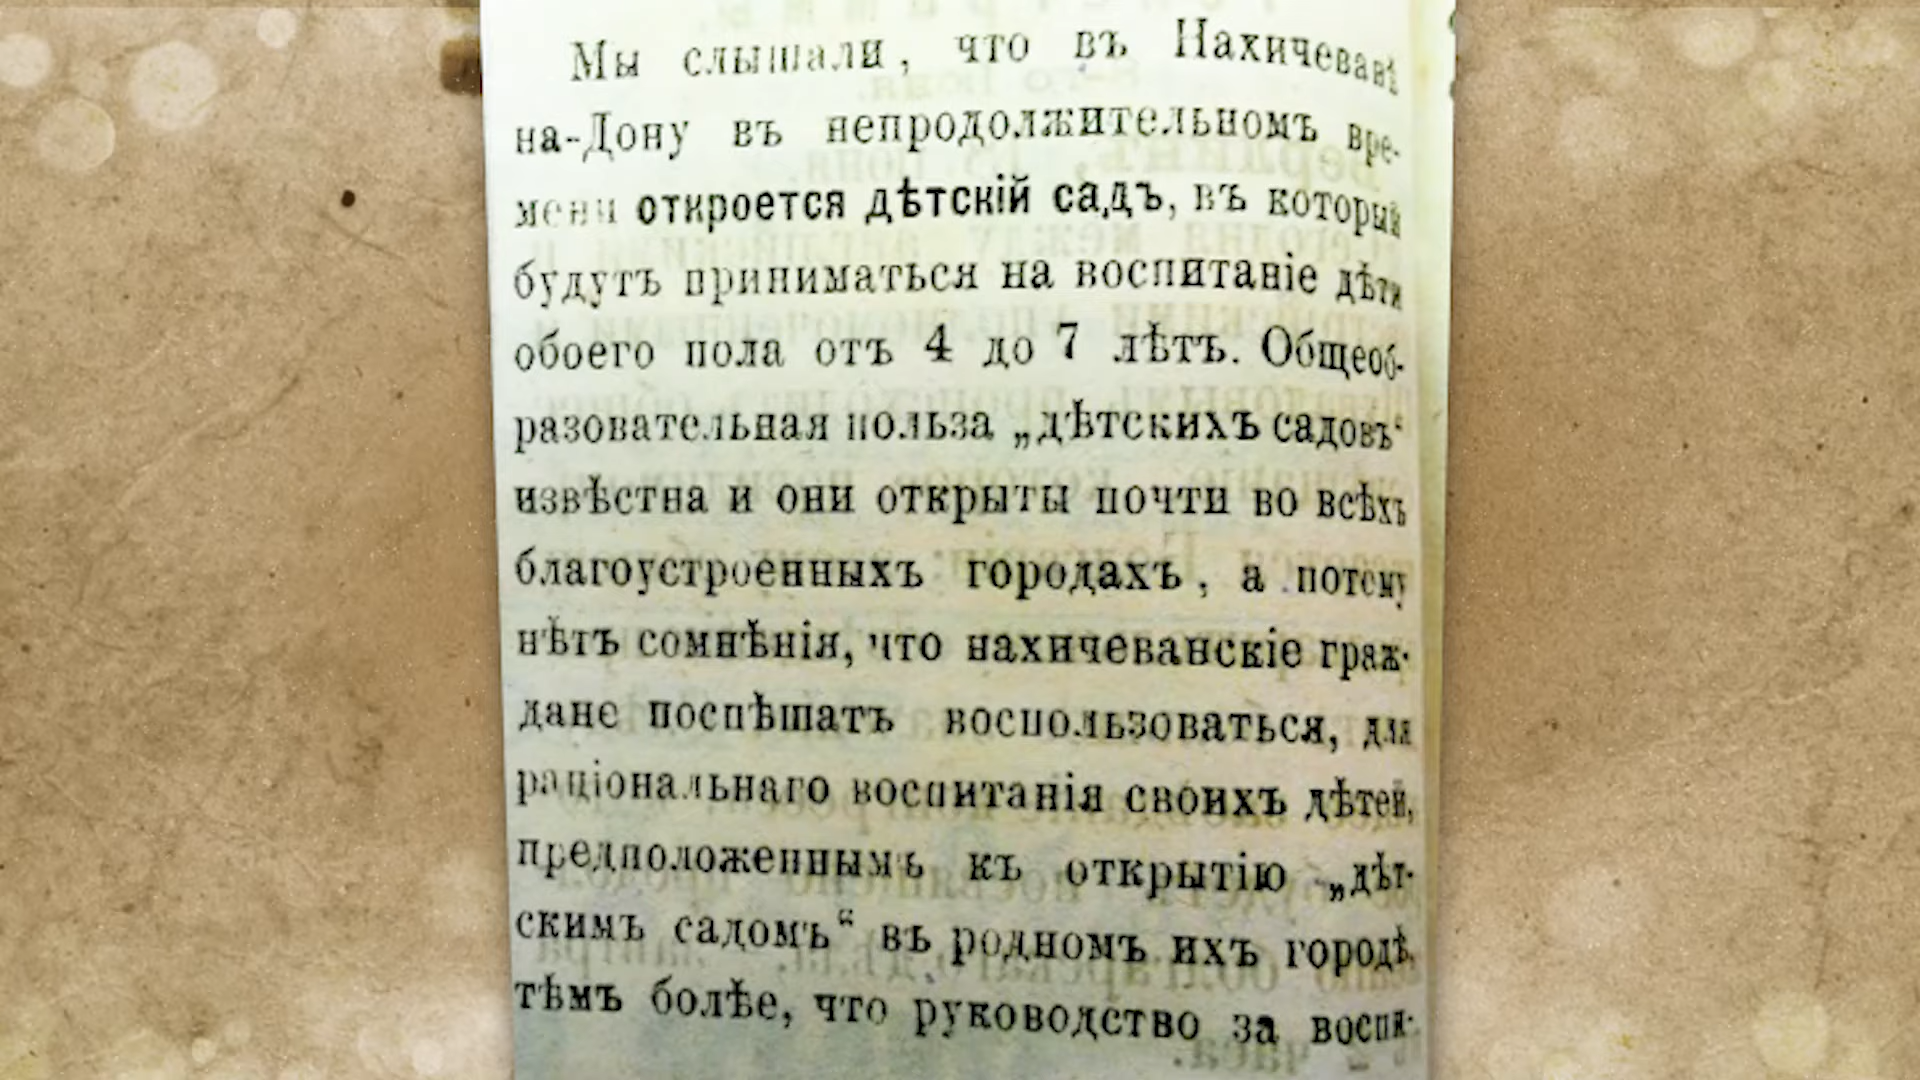 Мы слышали, что въ Нахичевани
на-Дону въ непродолжительномъ вре-
мени откроется дѣтскій садъ, въ который
будутъ приниматься на воспитаніе дѣти
обоего пола отъ 4 до 7 лѣтъ. Общеоб-
разовательная польза „дѣтскихъ садовъ“
извѣстна и они открыты почти во всѣхъ
благоустроенныхъ городахъ, а потому
нѣтъ сомнѣнія, что нахичеванскіе граж-
дане поспѣшатъ воспользоваться, для
раціональнаго воспитанія своихъ дѣтей,
предположеннымъ къ открытію „дѣт-
скимъ садомъ“ въ родномъ ихъ городѣ,
тѣмъ болѣе, что руководство за воспи-